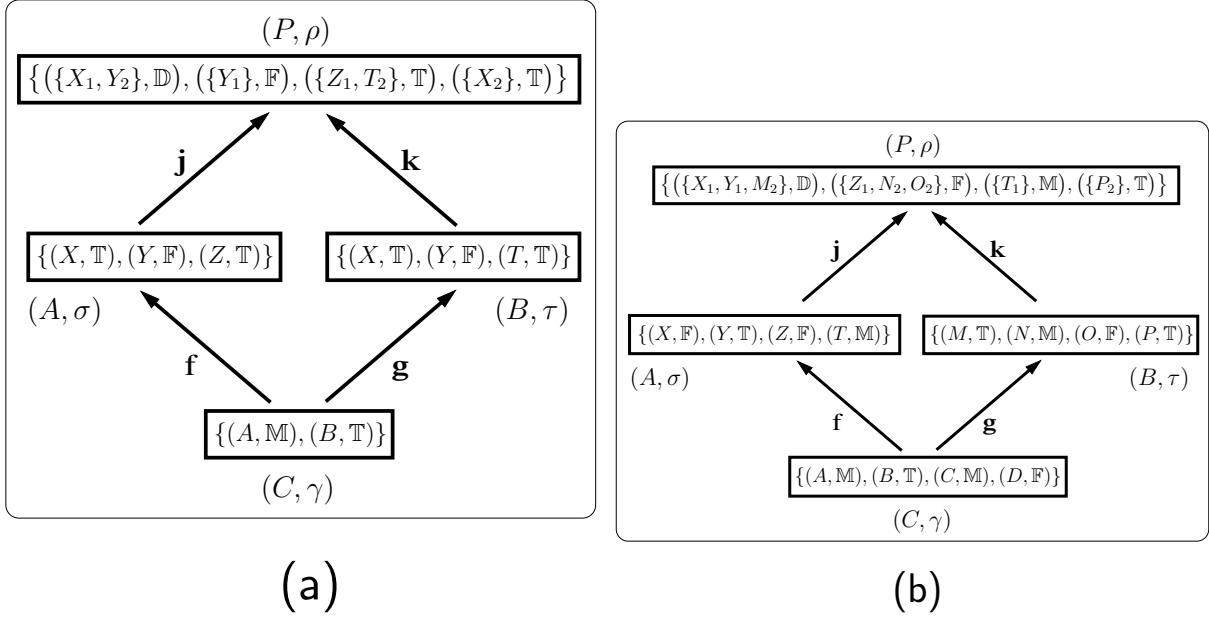 (P, ρ)
{({X₁, Y₂}, 𝔻), ({Y₁}, 𝔽), ({Z₁, T₂}, 𝕋), ({X₂}, 𝕋)}
j k
{(X, 𝕋), (Y, 𝔽), (Z, 𝕋)} {(X, 𝕋), (Y, 𝔽), (T, 𝕋)}
(A, σ) (B, τ)
f g
{(A, 𝕄), (B, 𝕋)}
(C, γ)
(a)
(P, ρ)
{({X₁, Y₁, M₂}, 𝔻), ({Z₁, N₂, O₂}, 𝔽), ({T₁}, 𝕄), ({P₂}, 𝕋)}
j k
{(X, 𝔽), (Y, 𝕋), (Z, 𝔽), (T, 𝕄)} {(M, 𝕋), (N, 𝕄), (O, 𝔽), (P, 𝕋)}
(A, σ) (B, τ)
f g
{(A, 𝕄), (B, 𝕋), (C, 𝕄), (D, 𝔽)}
(C, γ)
(b)